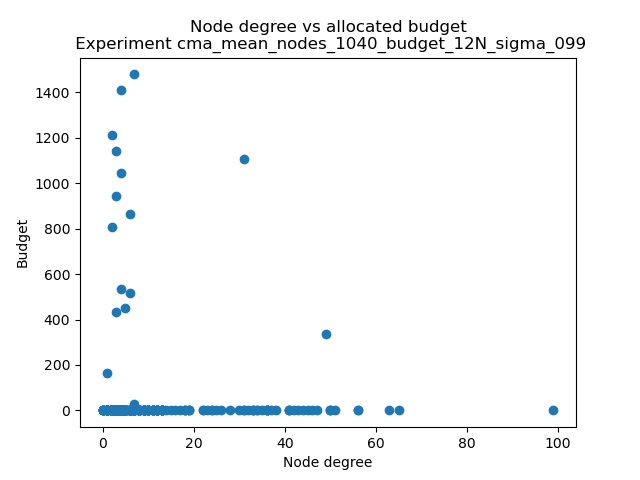 Node degree vs allocated budget
Experiment cma_mean_nodes_1040_budget_12N_sigma_099
1400
1200
1000
800
600
400
200
0
Budget
0 20 40 60 80 100
Node degree